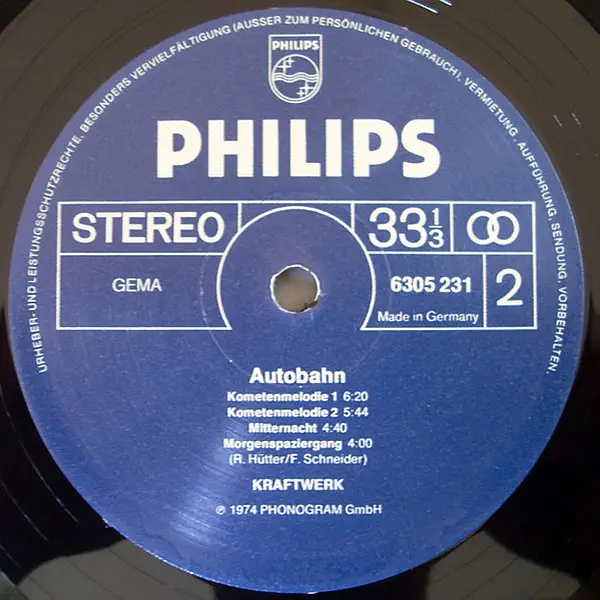 URHEBER- UND LEISTUNGSSCHUTZRECHTE, BESONDERS VERVIELFÄLTIGUNG (AUSSER ZUM PERSÖNLICHEN GEBRAUCH), VERMIETUNG, AUFFÜHRUNG, SENDUNG, VORBEHALTEN.
PHILIPS
PHILIPS
STEREO
33 1/3
GEMA
6305 231
2
Made in Germany
Autobahn
Kometenmelodie 1 6:20
Kometenmelodie 2 5:44
Mitternacht 4:40
Morgenspaziergang 4:00
(R. Hütter/F. Schneider)
KRAFTWERK
℗ 1974 PHONOGRAM GmbH